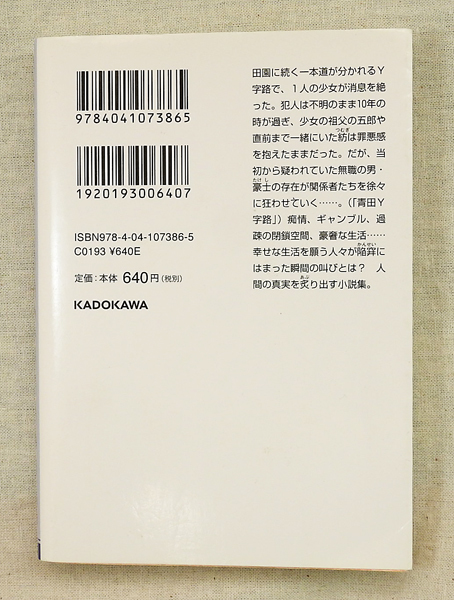 9784041073865
1920193006407
ISBN978-4-04-107386-5
C0193 ¥640E
定価：本体640円（税別）
KADOKAWA
田園に続く一本道が分かれるＹ
字路で、１人の少女が消息を絶
った。犯人は不明のまま10年の
時が過ぎ、少女の祖父の五郎や
直前まで一緒にいた紡は罪悪感
を抱えたままだった。だが、当
初から疑われていた無職の男・
豪士の存在が関係者たちを徐々
に狂わせていく……。（「青田Ｙ
字路」）痴情、ギャンブル、過
疎の閉鎖空間、豪奢な生活……
幸せな生活を願う人々が陥穽に
はまった瞬間の叫びとは？　人
間の真実を炙り出す小説集。